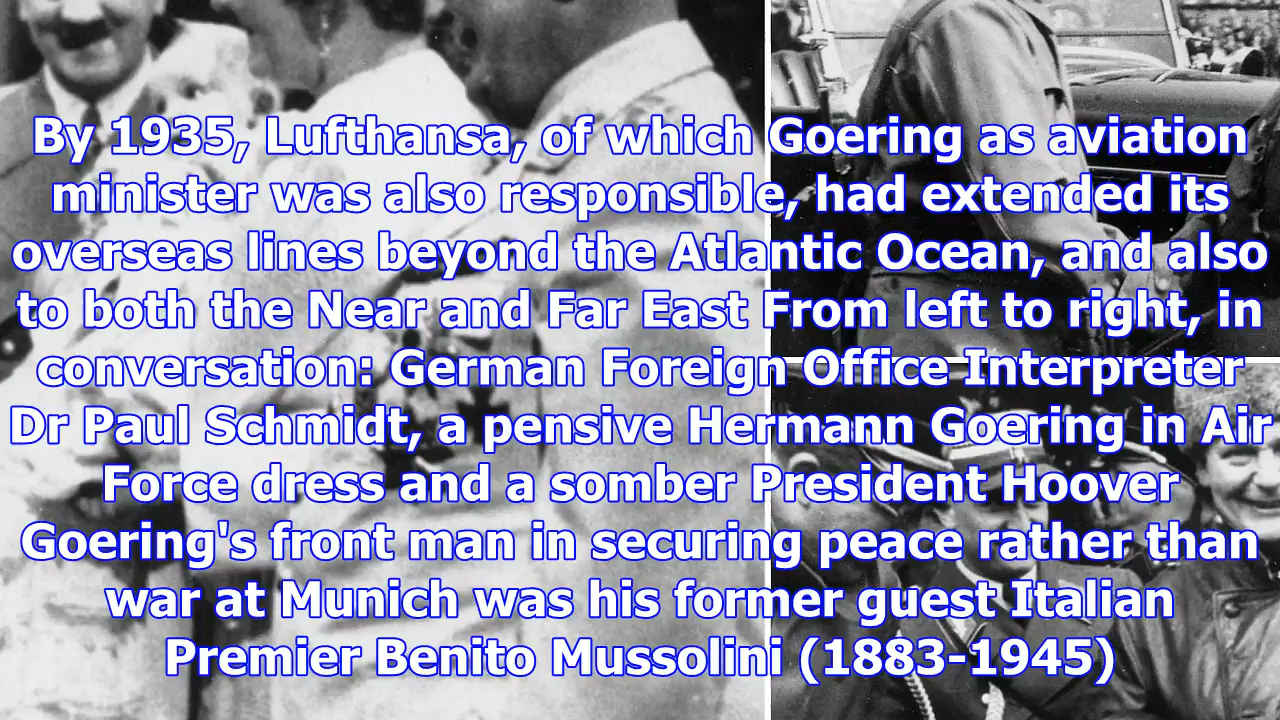 By 1935, Lufthansa, of which Goering as aviation
minister was also responsible, had extended its
overseas lines beyond the Atlantic Ocean, and also
to both the Near and Far East From left to right, in
conversation: German Foreign Office Interpreter
Dr Paul Schmidt, a pensive Hermann Goering in Air
Force dress and a somber President Hoover
Goering's front man in securing peace rather than
war at Munich was his former guest Italian
Premier Benito Mussolini (1883-1945)